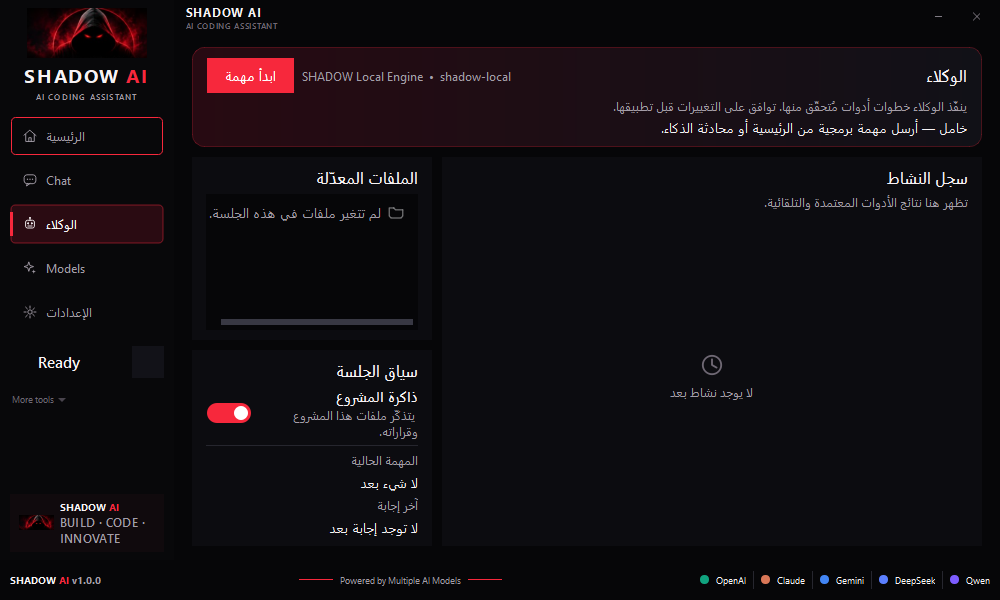 SHADOW AI
AI CODING ASSISTANT
SHADOW AI
AI CODING ASSISTANT
الرئيسية
Chat
الوكلاء
Models
الإعدادات
Ready
More tools
SHADOW AI
BUILD · CODE ·
INNOVATE
الوكلاء
ابدأ مهمة
SHADOW Local Engine • shadow-local
ينفّذ الوكلاء خطوات أدوات مُتحقّق منها. توافق على التغييرات قبل تطبيقها.
خامل — أرسل مهمة برمجية من الرئيسية أو محادثة الذكاء.
سجل النشاط
تظهر هنا نتائج الأدوات المعتمدة والتلقائية.
لا يوجد نشاط بعد
الملفات المعدّلة
لم تتغير ملفات في هذه الجلسة.
سياق الجلسة
ذاكرة المشروع
يتذكّر ملفات هذا المشروع
وقراراته.
المهمة الحالية
لا شيء بعد
آخر إجابة
لا توجد إجابة بعد
SHADOW AI v1.0.0
Powered by Multiple AI Models
OpenAI
Claude
Gemini
DeepSeek
Qwen